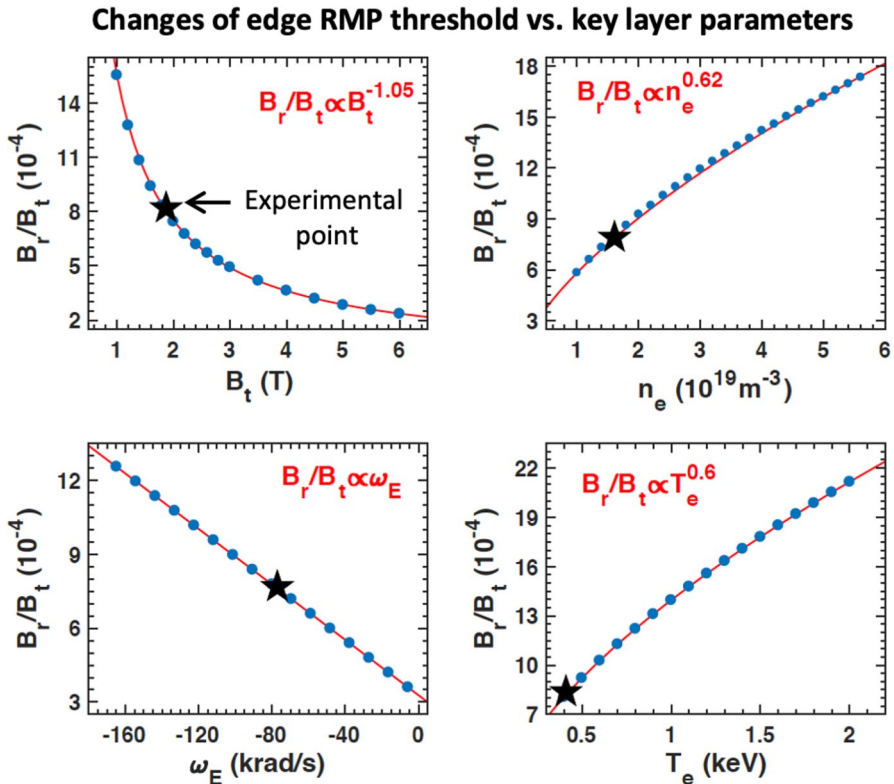 Changes of edge RMP threshold vs. key layer parameters
B_r/B_t (10^-4)
14
11
8
5
2
B_r/B_t∝B_t^-1.05
Experimental
point
1 2 3 4 5 6
B_t (T)
B_r/B_t (10^-4)
18
15
12
9
6
3
B_r/B_t∝n_e^0.62
1 2 3 4 5 6
n_e (10^19 m^-3)
B_r/B_t (10^-4)
12
9
6
3
B_r/B_t∝ω_E
-160 -120 -80 -40 0
ω_E (krad/s)
B_r/B_t (10^-4)
22
19
16
13
10
7
B_r/B_t∝T_e^0.6
0.5 1 1.5 2
T_e (keV)